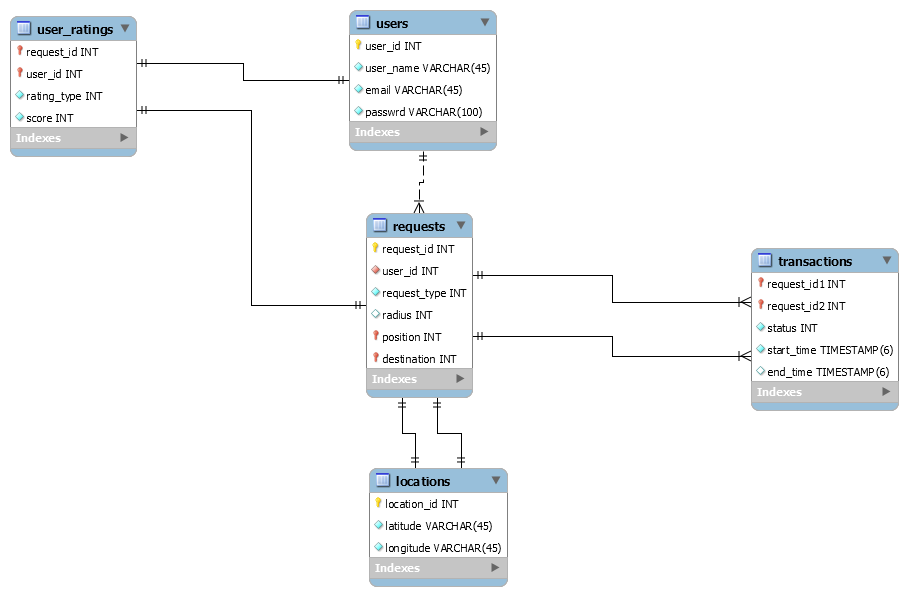 user_ratings
request_id INT
user_id INT
rating_type INT
score INT
Indexes
users
user_id INT
user_name VARCHAR(45)
email VARCHAR(45)
passwrd VARCHAR(100)
Indexes
requests
request_id INT
user_id INT
request_type INT
radius INT
position INT
destination INT
Indexes
transactions
request_id1 INT
request_id2 INT
status INT
start_time TIMESTAMP(6)
end_time TIMESTAMP(6)
Indexes
locations
location_id INT
latitude VARCHAR(45)
longitude VARCHAR(45)
Indexes